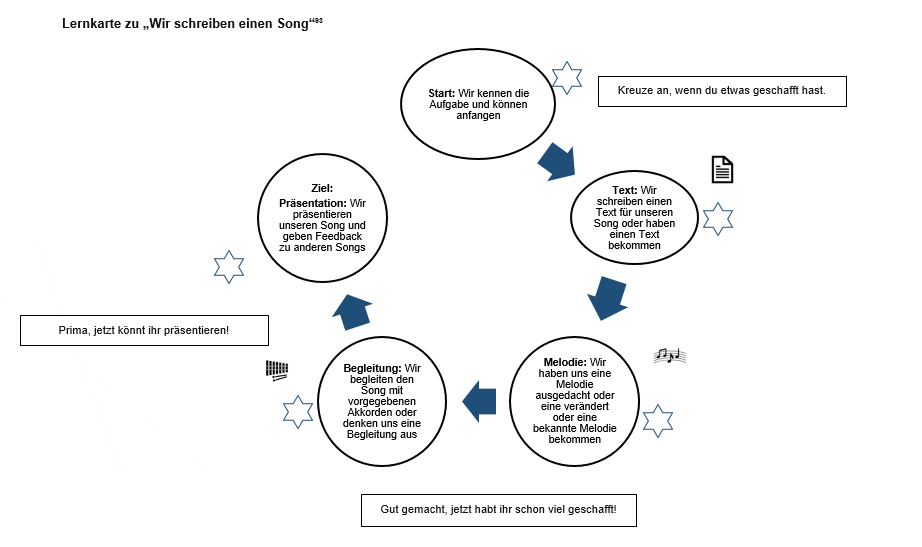 Lernkarte zu „Wir schreiben einen Song“⁹³
Start: Wir kennen die
Aufgabe und können
anfangen
Kreuze an, wenn du etwas geschafft hast.
Text: Wir
schreiben einen
Text für unseren
Song oder haben
einen Text
bekommen
Melodie: Wir
haben uns eine
Melodie
ausgedacht oder
eine verändert
oder eine
bekannte Melodie
bekommen
Gut gemacht, jetzt habt ihr schon viel geschafft!
Begleitung: Wir
begleiten den
Song mit
vorgegebenen
Akkorden oder
denken uns eine
Begleitung aus
Prima, jetzt könnt ihr präsentieren!
Ziel:
Präsentation: Wir
präsentieren
unseren Song und
geben Feedback
zu anderen Songs